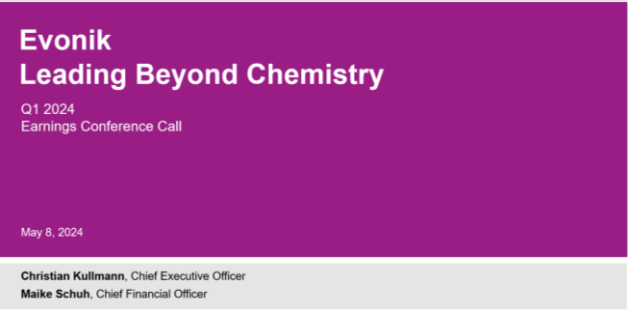 Evonik
Leading Beyond Chemistry
Q1 2024
Earnings Conference Call
May 8, 2024
Christian Kullmann, Chief Executive Officer
Maike Schuh, Chief Financial Officer